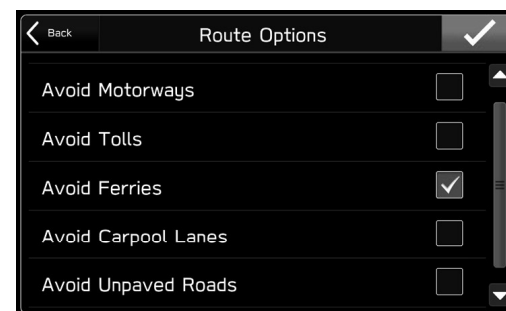 Back
Route Options
Avoid Motorways
Avoid Tolls
Avoid Ferries
Avoid Carpool Lanes
Avoid Unpaved Roads